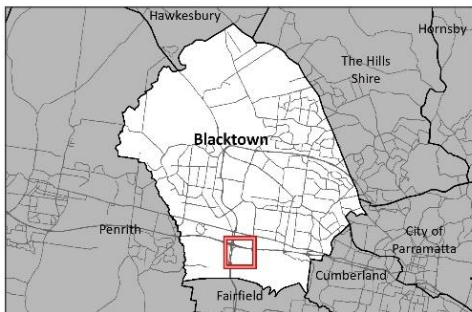 Hawkesbury
Hornsby
The Hills
Shire
Blacktown
Penrith
City of
Parramatta
Cumberland
Fairfield